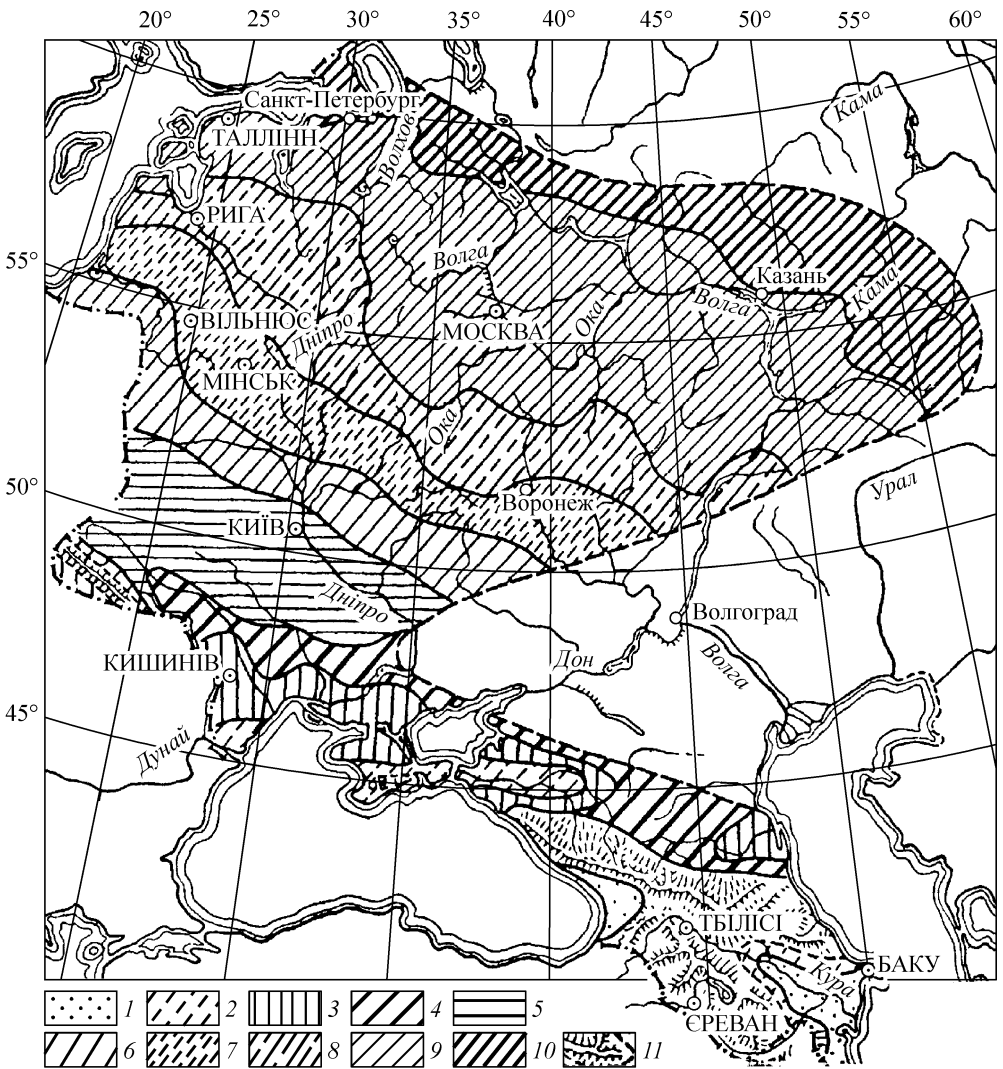 20° 25° 30° 35° 40° 45° 50° 55° 60°
Санкт-Петербург
ТАЛЛІНН
Волхов
Кама
РИГА
55°
Волга
Казань
Кама
Волга
ВІЛЬНЮС
Дніпро
МОСКВА
Ока
МІНСЬК
Ока
50°
Воронеж
Урал
КИЇВ
Дніпро
Волгоград
КИШИНІВ
Дон
Волга
45°
Дунай
ТБІЛІСІ
БАКУ
Кура
ЄРЕВАН
1 2 3 4 5
6 7 8 9 10 11